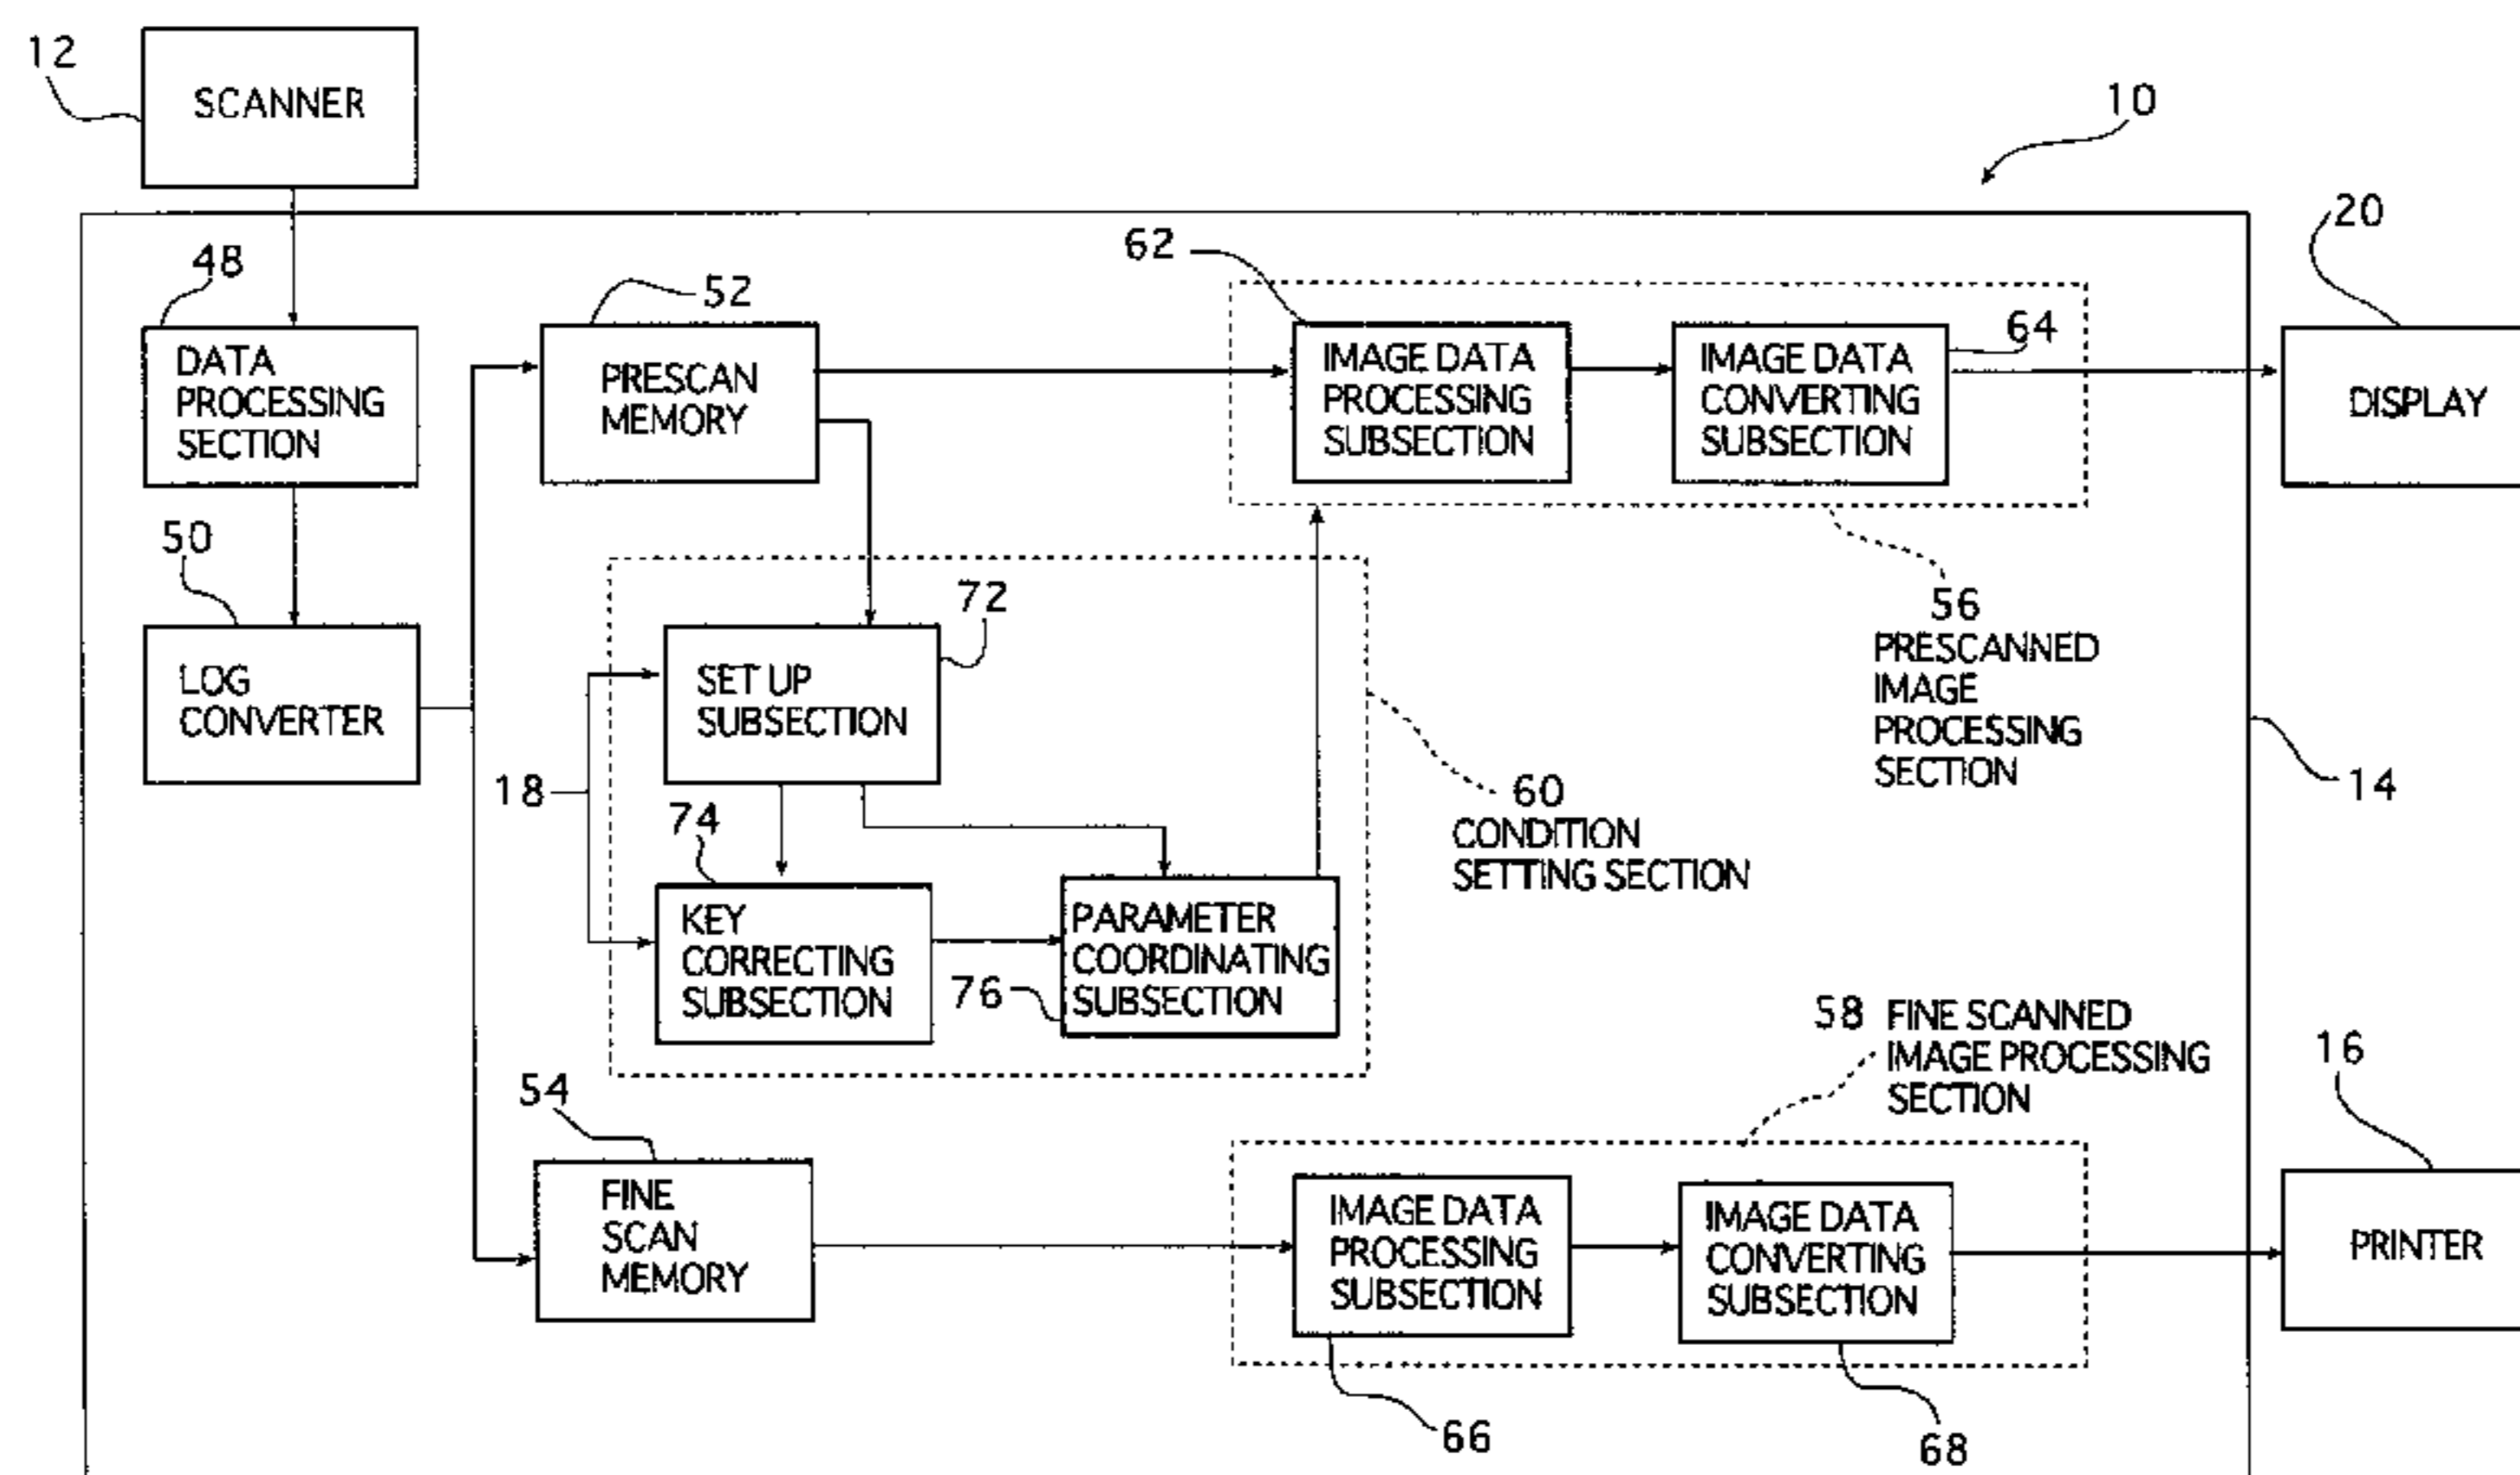 12
SCANNER
10
20
48
DATA
PROCESSING
SECTION
52
PRESCAN
MEMORY
62
IMAGE DATA
PROCESSING
SUBSECTION
64
IMAGE DATA
CONVERTING
SUBSECTION
DISPLAY
50
LOG
CONVERTER
72
SET UP
SUBSECTION
56
PRESCANNED
IMAGE
PROCESSING
SECTION
14
18
60
CONDITION
SETTING SECTION
74
KEY
CORRECTING
SUBSECTION
76
PARAMETER
COORDINATING
SUBSECTION
58 FINE SCANNED
IMAGE PROCESSING
SECTION
16
54
FINE
SCAN
MEMORY
IMAGE DATA
PROCESSING
SUBSECTION
IMAGE DATA
CONVERTING
SUBSECTION
PRINTER
66
68